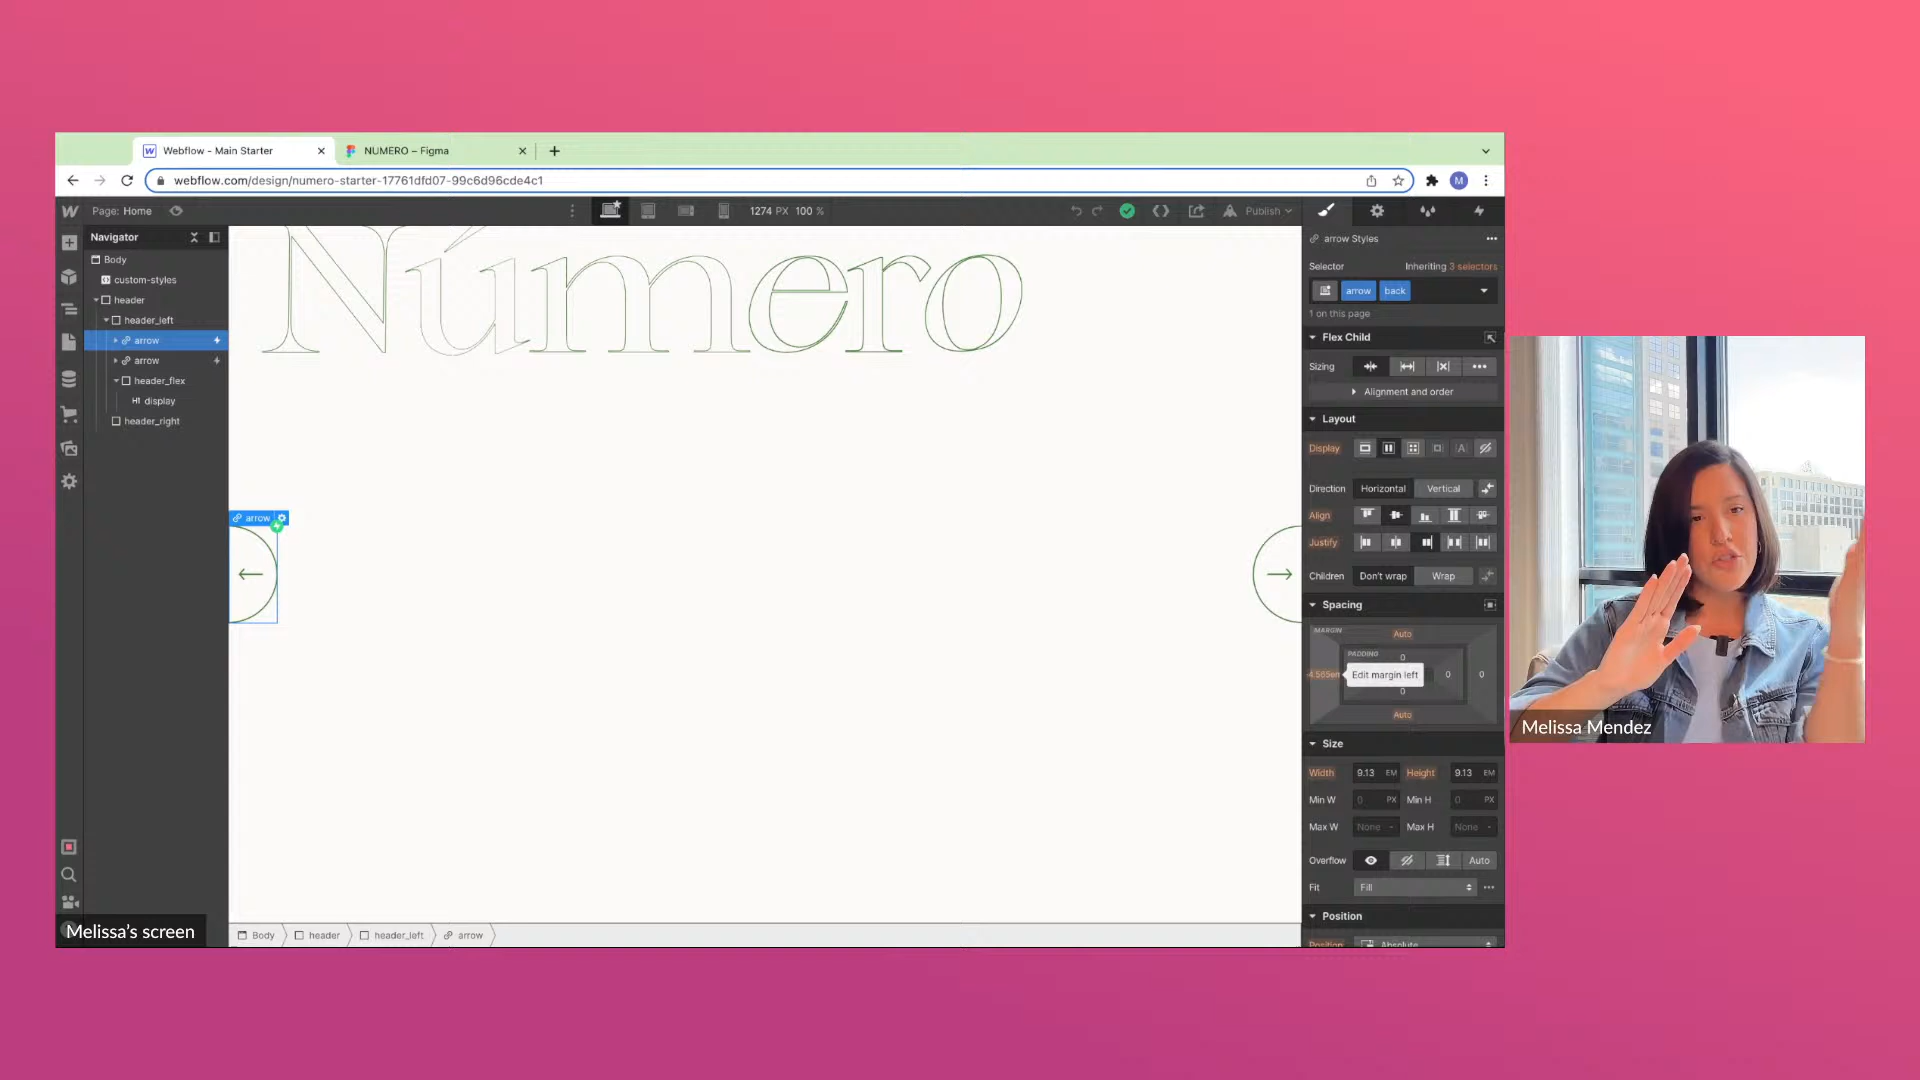 Webflow - Main Starter
NUMERO – Figma
webflow.com/design/numero-starter-17761dfd07-99c6d96cde4c1
M
Page: Home
1274 PX 100 %
Publish
Navigator
Body
custom-styles
header
header_left
arrow
arrow
header_flex
H1 display
header_right
Número
arrow
arrow Styles
Selector
Inheriting 3 selectors
arrow
back
1 on this page
Flex Child
Sizing
Alignment and order
Layout
Display
Direction
Horizontal
Vertical
Align
Justify
Children
Don't wrap
Wrap
Spacing
MARGIN
Auto
PADDING
0
Edit margin left
0
0
0
Auto
Size
Width
9.13 EM
Height
9.13 EM
Min W
0 PX
Min H
0 PX
Max W
None -
Max H
None -
Overflow
Auto
Fit
Fill
Position
Position
Absolute
Body
header
header_left
arrow
Melissa's screen
Melissa Mendez